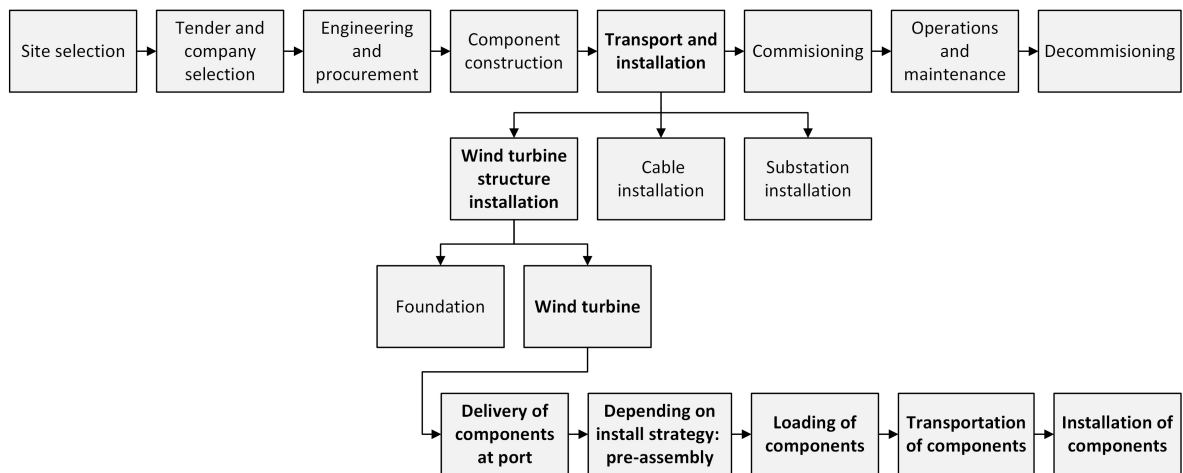 Site selection
Tender and
company
selection
Engineering
and
procurement
Component
construction
Transport and
installation
Commisioning
Operations
and
maintenance
Decommisioning
Wind turbine
structure
installation
Cable
installation
Substation
installation
Foundation
Wind turbine
Delivery of
components
at port
Depending on
install strategy:
pre-assembly
Loading of
components
Transportation
of components
Installation of
components